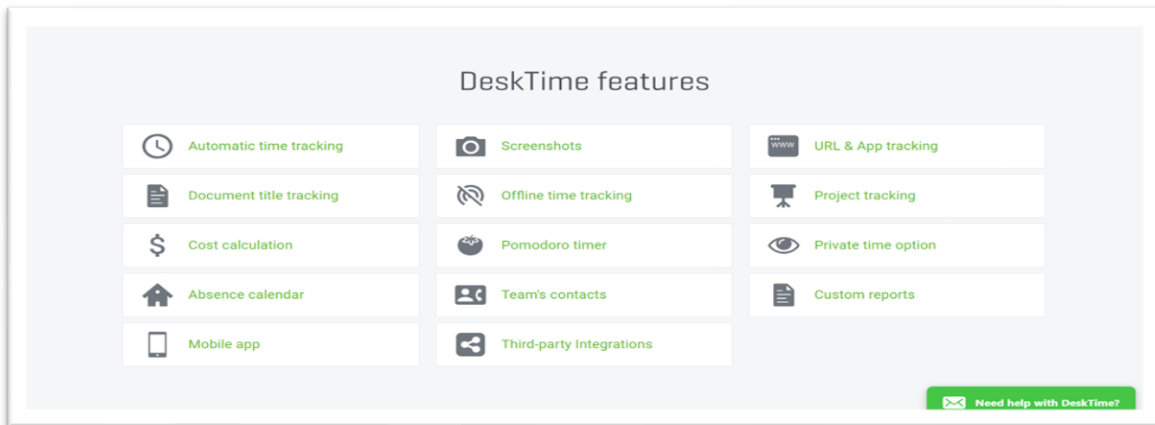 DeskTime features
Automatic time tracking
Screenshots
www
URL & App tracking
Document title tracking
Offline time tracking
Project tracking
$
Cost calculation
Pomodoro timer
Private time option
Absence calendar
Team's contacts
Custom reports
Mobile app
Third-party Integrations
Need help with DeskTime?